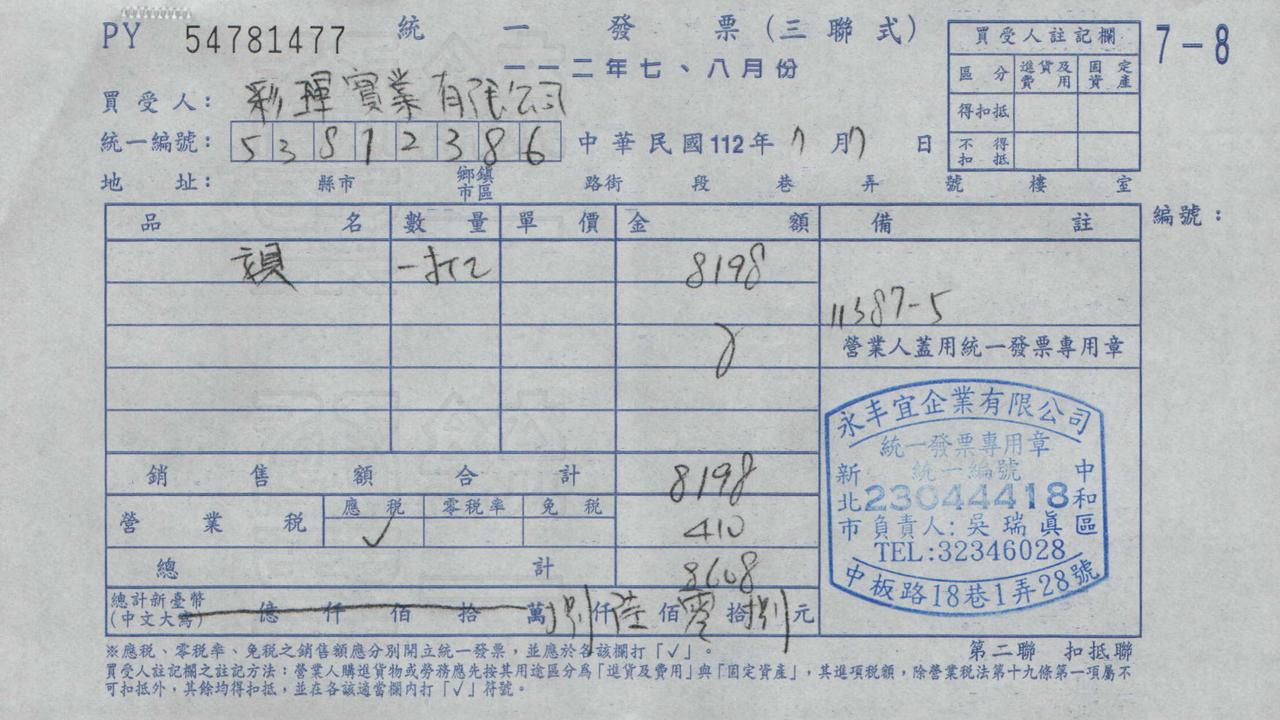 PY 54781477 統一發票(三聯式) 7-8
一一二年七、八月份
買受人註記欄
區分 進貨及費用 固定資產
得扣抵
不得扣抵
買受人: 彩琿實業有限公司
統一編號: 53812386 中華民國112年 7月 7日
地址: 縣市 鄉鎮市區 路街 段 巷 弄 號 樓 室
編號:
品名 數量 單價 金額 備註
一批 8198
11387-5
營業人蓋用統一發票專用章
永丰宜企業有限公司
統一發票專用章
統一編號
新北市 23044418 中和區
負責人:吳瑞眞
TEL:32346028
中板路18巷1弄28號
銷售額合計 8198
營業稅 應稅 ✓ 零稅率 免稅 410
總計 8608
總計新臺幣(中文大寫) 億仟佰拾萬捌仟陸佰零拾捌元
※應稅、零稅率、免稅之銷售額應分別開立統一發票,並應於各該欄打「✓」。 第二聯 扣抵聯
買受人註記欄之註記方法:營業人購進貨物或勞務應先按其用途區分為「進貨及費用」與「固定資產」,其進項稅額,除營業稅法第十九條第一項屬不
可扣抵外,其餘均得扣抵,並在各該適當欄內打「✓」符號。